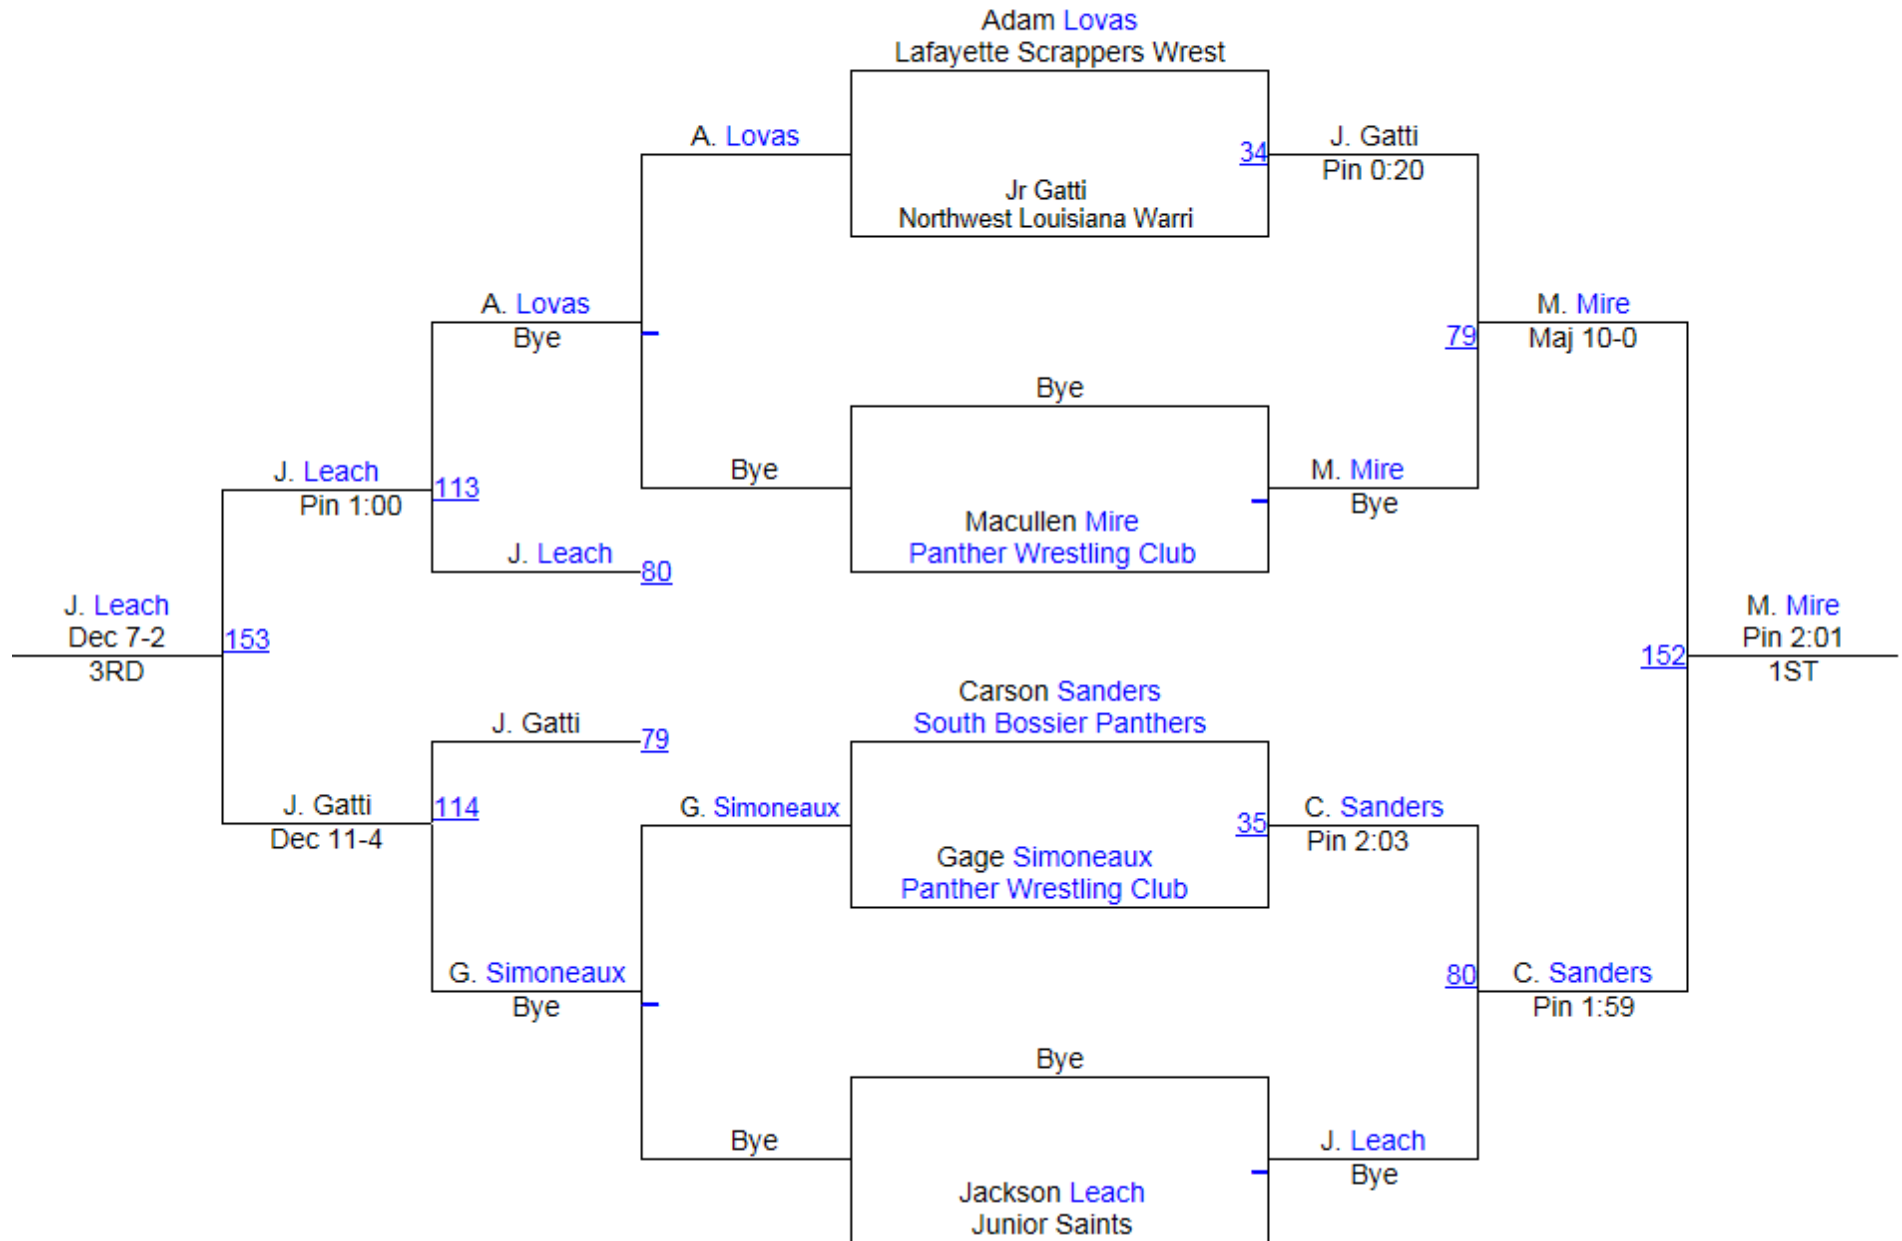 Adam Lovas
Lafayette Scrappers Wrest
A. Lovas
34
J. Gatti
Pin 0:20
Jr Gatti
Northwest Louisiana Warri
A. Lovas
Bye
M. Mire
79
Maj 10-0
Bye
J. Leach
Pin 1:00
113
Bye
M. Mire
Bye
Macullen Mire
Panther Wrestling Club
J. Leach
80
J. Leach
Dec 7-2
3RD
153
M. Mire
Pin 2:01
1ST
152
Carson Sanders
South Bossier Panthers
J. Gatti
79
J. Gatti
Dec 11-4
114
G. Simoneaux
35
C. Sanders
Pin 2:03
Gage Simoneaux
Panther Wrestling Club
G. Simoneaux
Bye
80
C. Sanders
Pin 1:59
Bye
Bye
J. Leach
Bye
Jackson Leach
Junior Saints